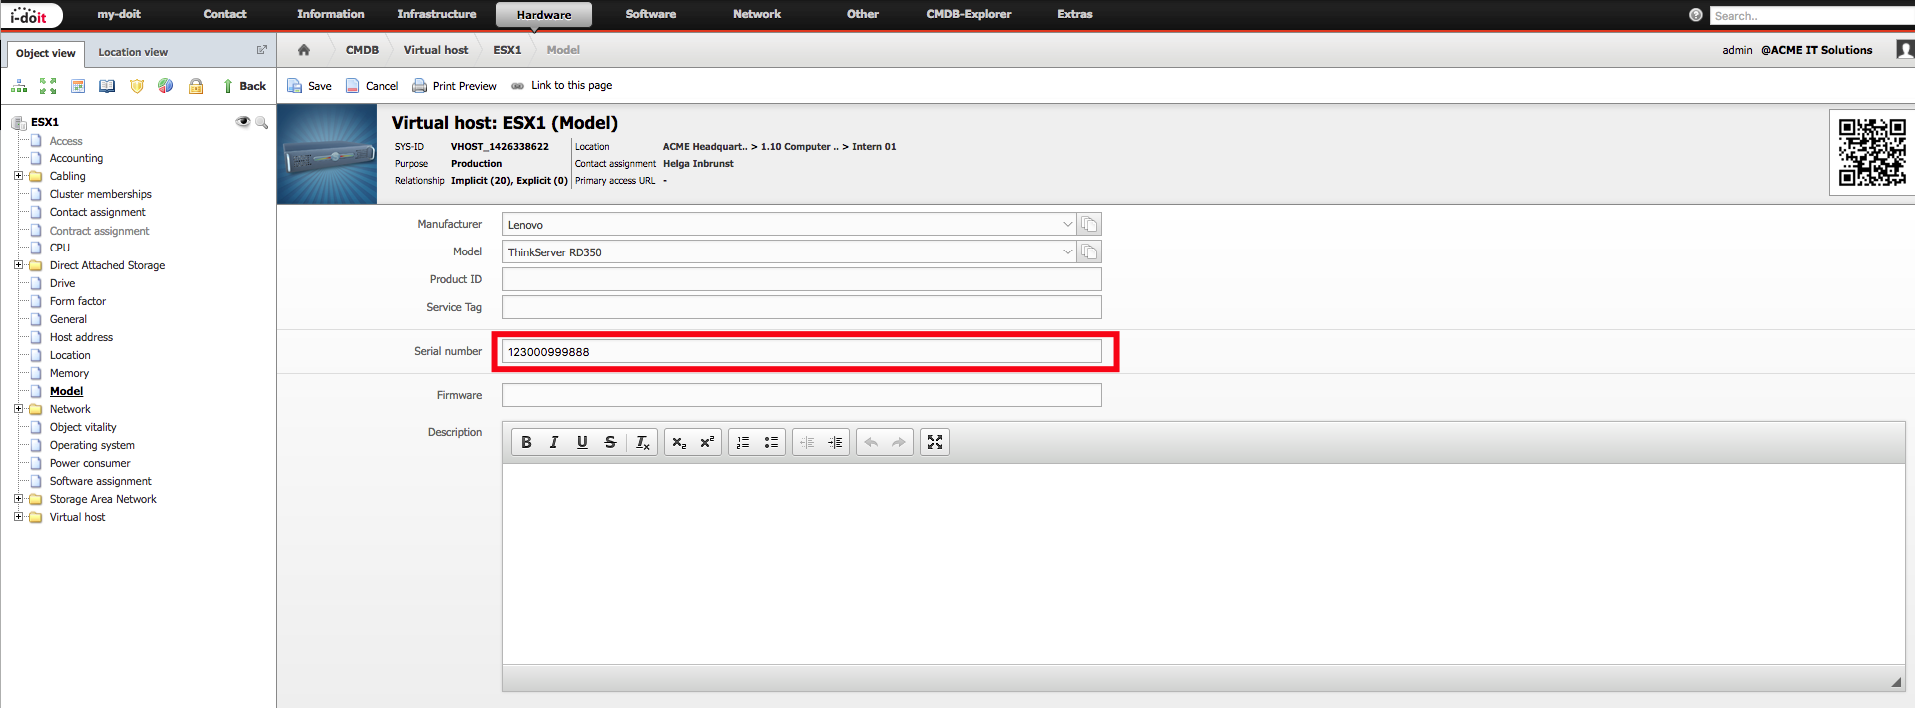 i-doit my-doit Contact Information Infrastructure Hardware Software Network Other CMDB-Explorer Extras ? Search..
Object view Location view CMDB Virtual host ESX1 Model admin @ACME IT Solutions
Back Save Cancel Print Preview Link to this page
ESX1
Access
Accounting
Cabling
Cluster memberships
Contact assignment
Contract assignment
CPU
Direct Attached Storage
Drive
Form factor
General
Host address
Location
Memory
Model
Network
Object vitality
Operating system
Power consumer
Software assignment
Storage Area Network
Virtual host
Virtual host: ESX1 (Model)
SYS-ID VHOST_1426338622 Location ACME Headquart.. > 1.10 Computer .. > Intern 01
Purpose Production Contact assignment Helga Inbrunst
Relationship Implicit (20), Explicit (0) Primary access URL -
Manufacturer Lenovo
Model ThinkServer RD350
Product ID
Service Tag
Serial number 123000999888
Firmware
Description
B I U S Ix x2 x2